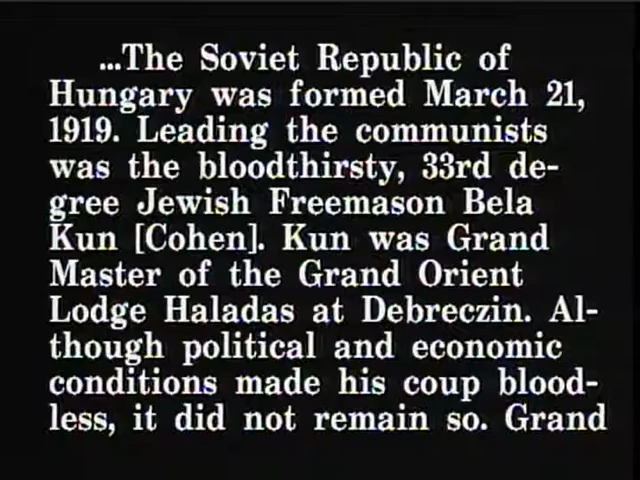 ...The Soviet Republic of
Hungary was formed March 21,
1919. Leading the communists
was the bloodthirsty, 33rd de-
gree Jewish Freemason Bela
Kun [Cohen]. Kun was Grand
Master of the Grand Orient
Lodge Haladas at Debreczin. Al-
though political and economic
conditions made his coup blood-
less, it did not remain so. Grand